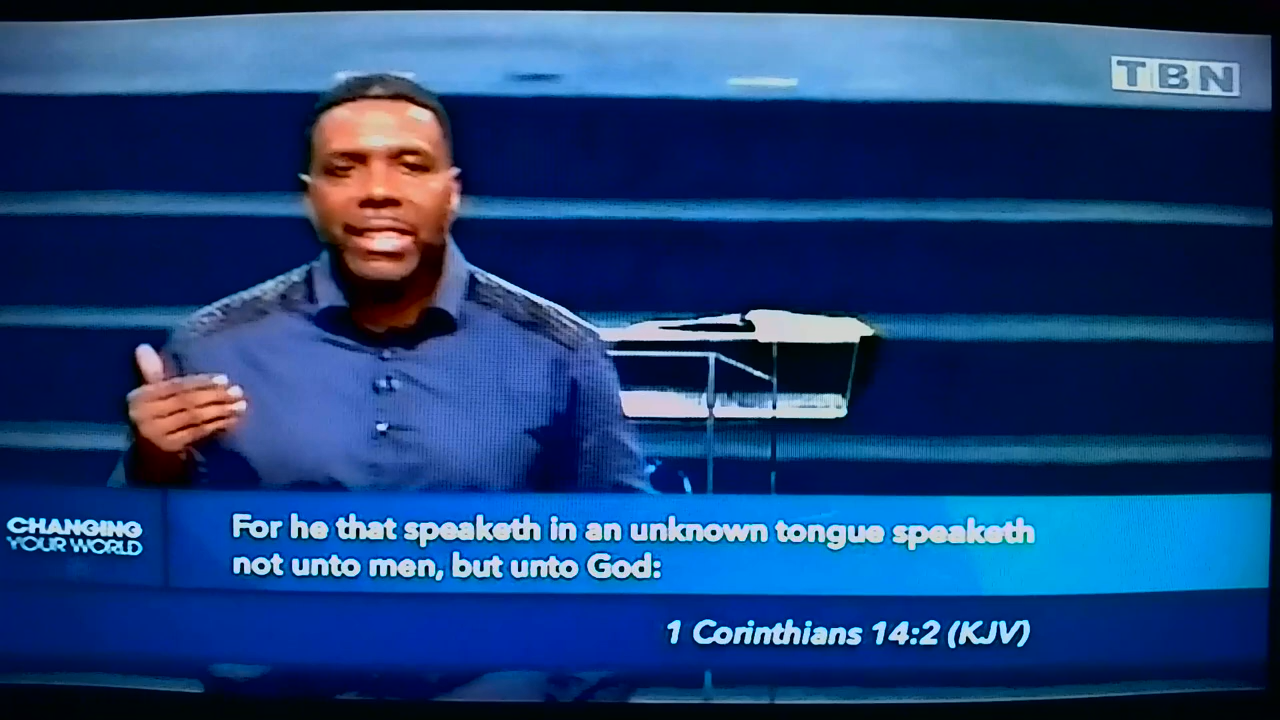 TBN
CHANGING
YOUR WORLD
For he that speaketh in an unknown tongue speaketh
not unto men, but unto God:
1 Corinthians 14:2 (KJV)